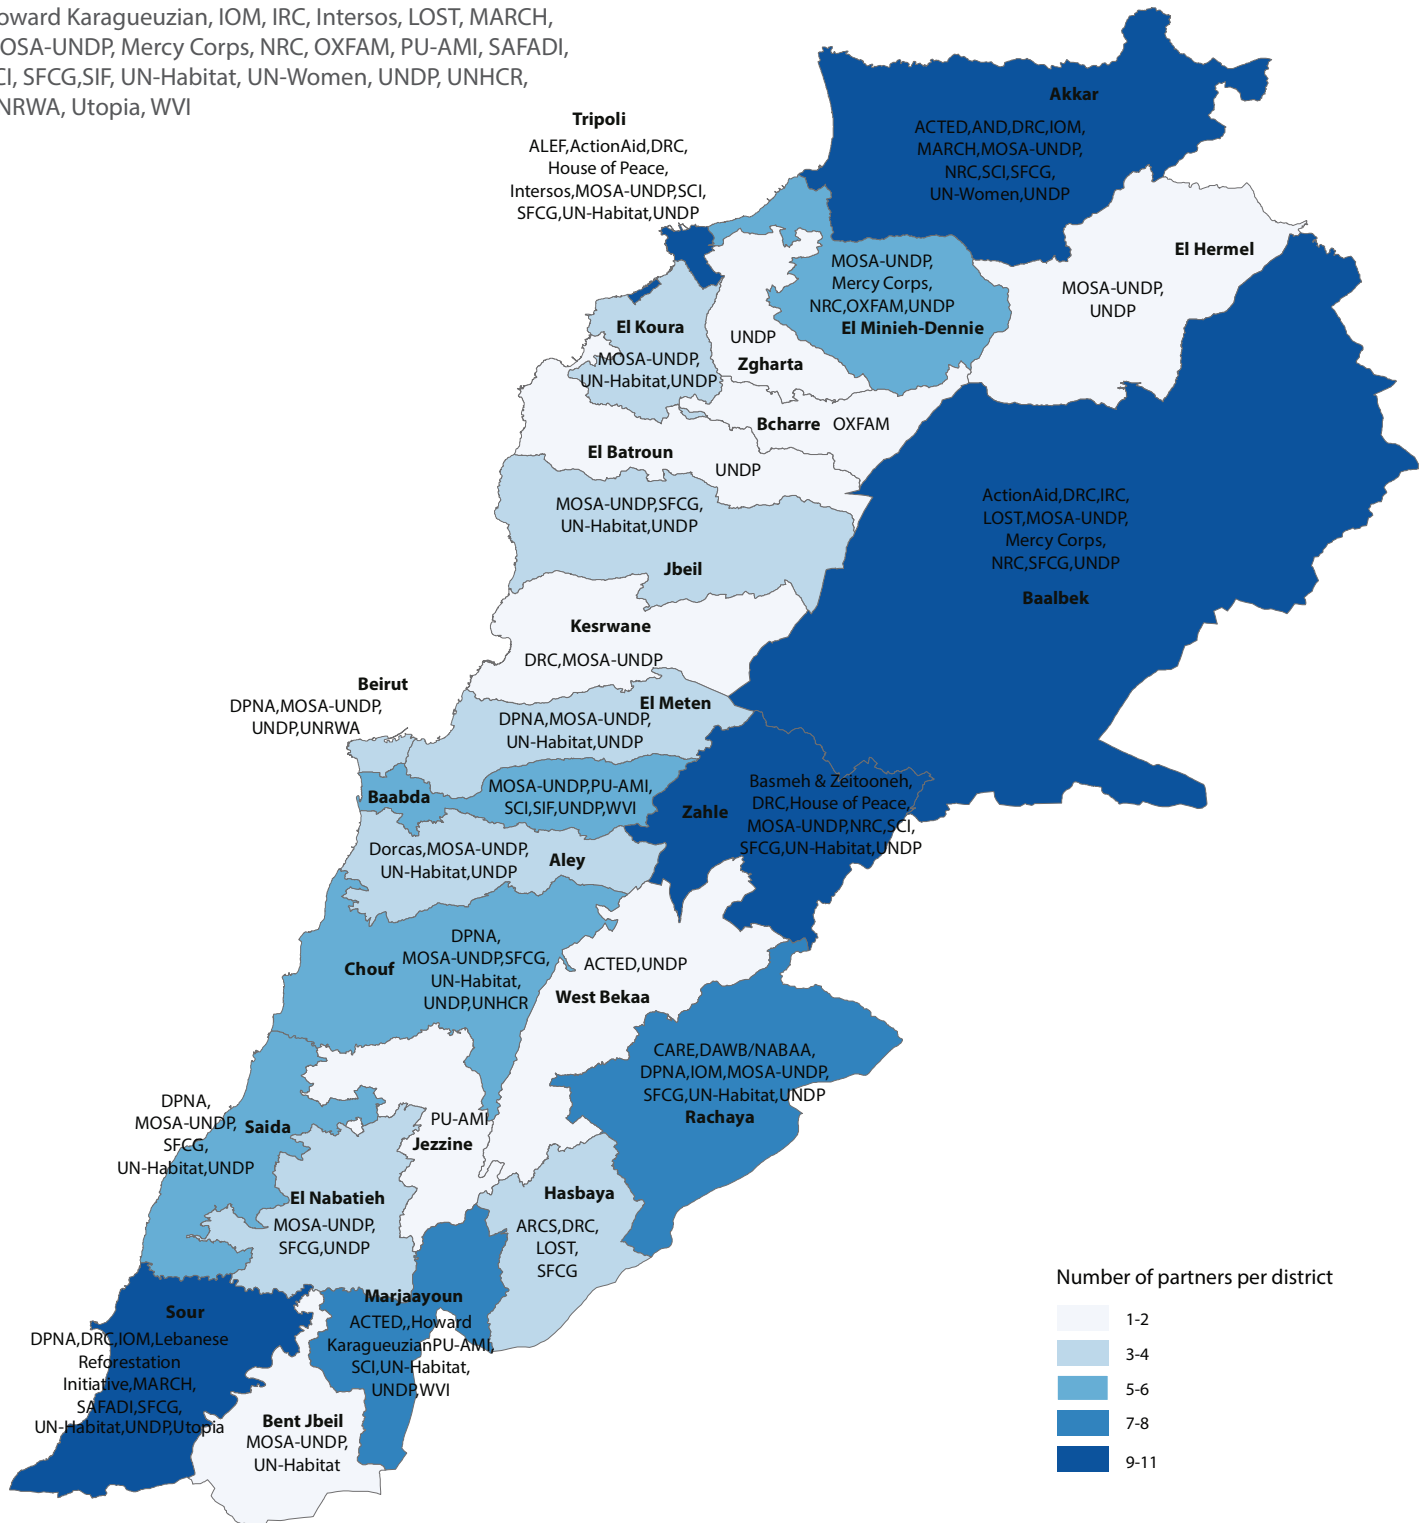 oward Karagueuzian, IOM, IRC, Intersos, LOST, MARCH,
OSA-UNDP, Mercy Corps, NRC, OXFAM, PU-AMI, SAFADI,
CI, SFCG,SIF, UN-Habitat, UN-Women, UNDP, UNHCR,
NRWA, Utopia, WVI
Akkar
ACTED,AND,DRC,IOM,
MARCH,MOSA-UNDP,
NRC,SCI,SFCG,
UN-Women,UNDP
Tripoli
ALEF,ActionAid,DRC,
House of Peace,
Intersos,MOSA-UNDP,SCI,
SFCG,UN-Habitat,UNDP
El Hermel
MOSA-UNDP,
UNDP
MOSA-UNDP,
Mercy Corps,
NRC,OXFAM,UNDP
El Minieh-Dennie
El Koura
MOSA-UNDP,
UN-Habitat,UNDP
UNDP
Zgharta
Bcharre OXFAM
El Batroun
UNDP
MOSA-UNDP,SFCG,
UN-Habitat,UNDP
Jbeil
ActionAid,DRC,IRC,
LOST,MOSA-UNDP,
Mercy Corps,
NRC,SFCG,UNDP
Baalbek
Kesrwane
DRC,MOSA-UNDP
Beirut
DPNA,MOSA-UNDP,
UNDP,UNRWA
El Meten
DPNA,MOSA-UNDP,
UN-Habitat,UNDP
Baabda
MOSA-UNDP,PU-AMI,
SCI,SIF,UNDP,WVI
Zahle
Basmeh & Zeitooneh,
DRC,House of Peace,
MOSA-UNDP,NRC,SCI,
SFCG,UN-Habitat,UNDP
Dorcas,MOSA-UNDP,
UN-Habitat,UNDP
Aley
Chouf
DPNA,
MOSA-UNDP,SFCG,
UN-Habitat,
UNDP,UNHCR
ACTED,UNDP
West Bekaa
CARE,DAWB/NABAA,
DPNA,IOM,MOSA-UNDP,
SFCG,UN-Habitat,UNDP
Rachaya
DPNA,
MOSA-UNDP,
SFCG,
UN-Habitat,UNDP
Saida
PU-AMI
Jezzine
El Nabatieh
MOSA-UNDP,
SFCG,UNDP
Hasbaya
ARCS,DRC,
LOST,
SFCG
Marjaayoun
ACTED,,Howard
KaragueuzianPU-AMI,
SCI,UN-Habitat,
UNDP,WVI
Sour
DPNA,DRC,IOM,Lebanese
Reforestation
Initiative,MARCH,
SAFADI,SFCG,
UN-Habitat,UNDP,Utopia
Bent Jbeil
MOSA-UNDP,
UN-Habitat
Number of partners per district
1-2
3-4
5-6
7-8
9-11